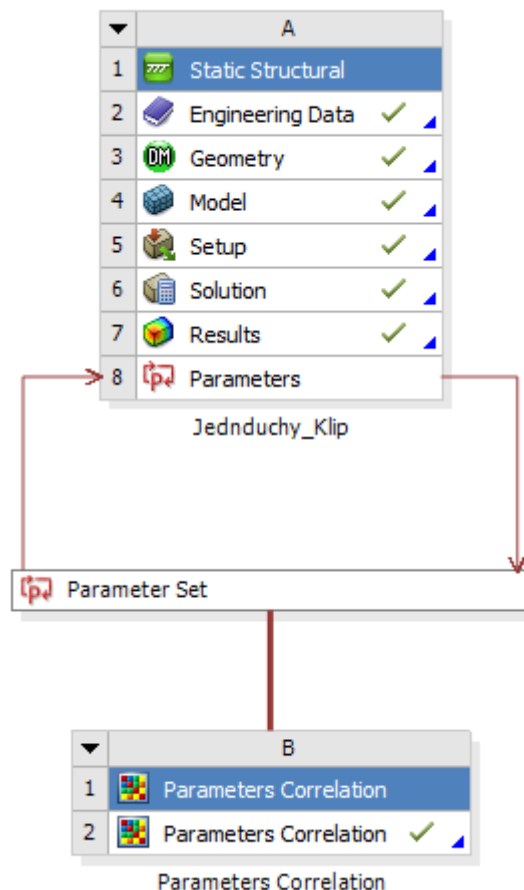 A
1 Static Structural
2 Engineering Data
3 DM Geometry
4 Model
5 Setup
6 Solution
7 Results
8 p Parameters
Jednduchy_Klip
p Parameter Set
B
1 Parameters Correlation
2 Parameters Correlation
Parameters Correlation